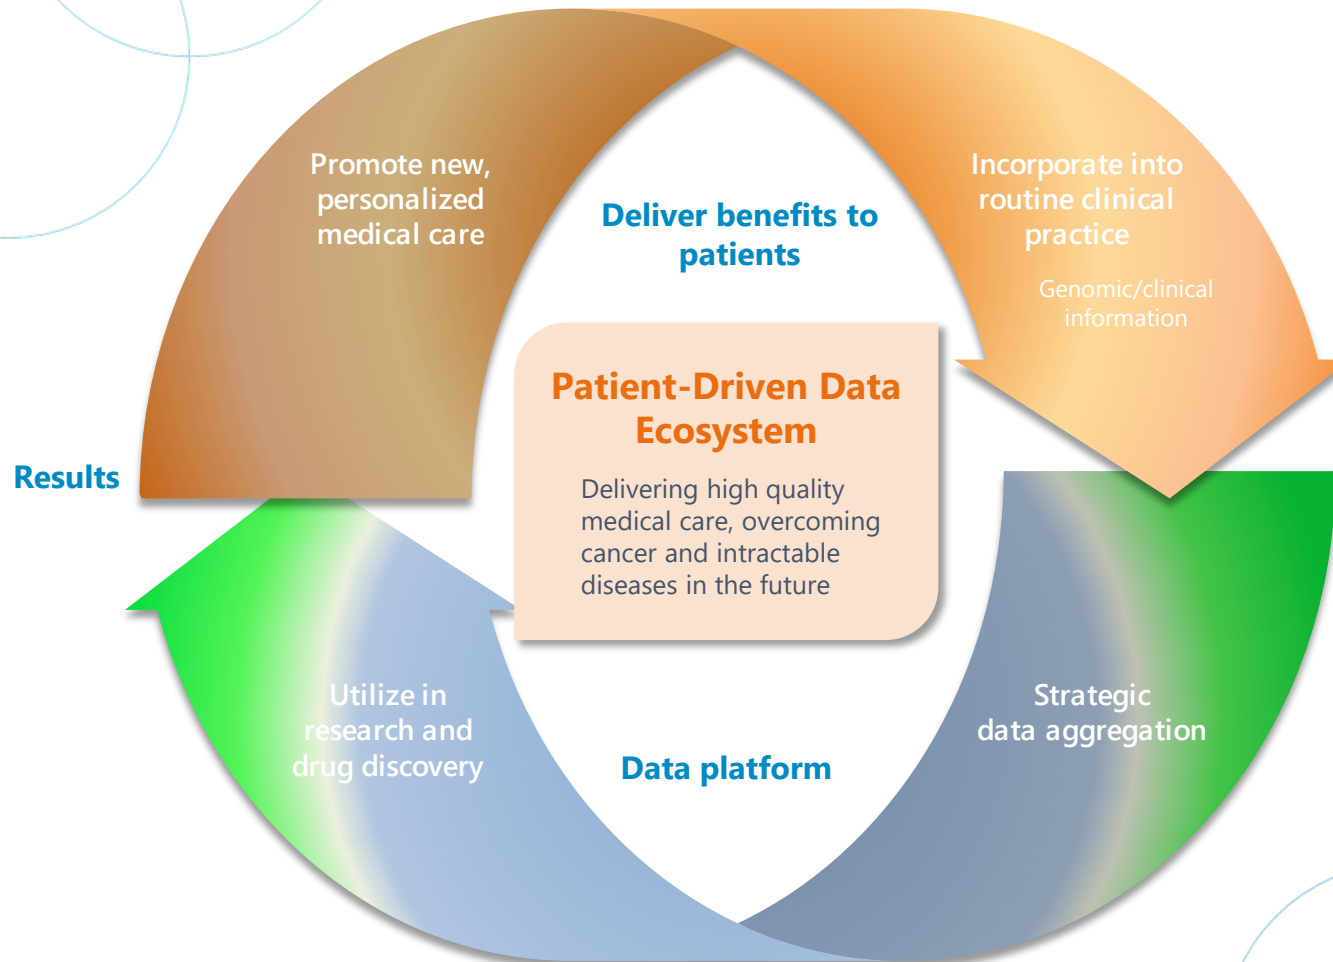 Promote new,
personalized
medical care
Deliver benefits to
patients
Incorporate into
routine clinical
practice
Genomic/clinical
information
Patient-Driven Data
Ecosystem
Delivering high quality
medical care, overcoming
cancer and intractable
diseases in the future
Results
Utilize in
research and
drug discovery
Data platform
Strategic
data aggregation